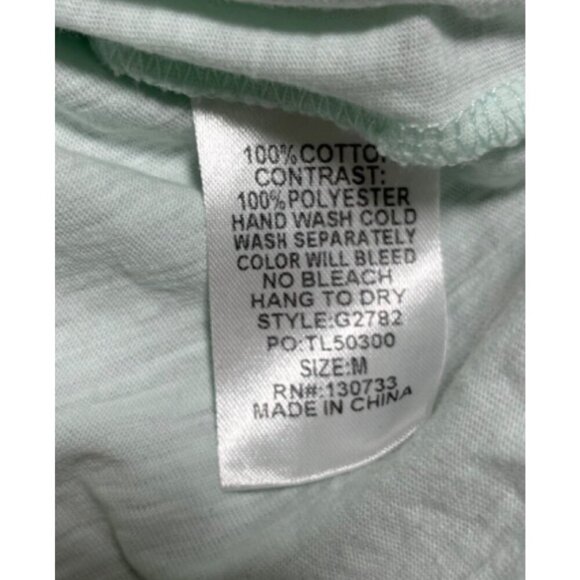 100%COTTON
CONTRAST:
100%POLYESTER
HAND WASH COLD
WASH SEPARATELY
COLOR WILL BLEED
NO BLEACH
HANG TO DRY
STYLE:G2782
PO:TL50300
SIZE:M
RN#:130733
MADE IN CHINA